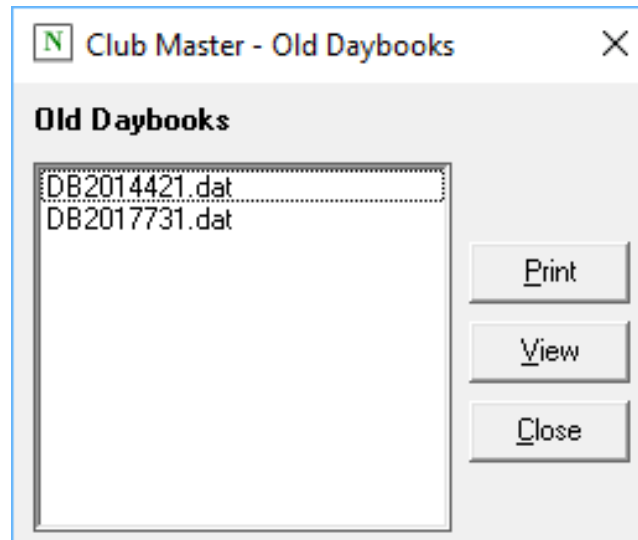 N Club Master - Old Daybooks
Old Daybooks
DB2014421.dat
DB2017731.dat
Print
View
Close